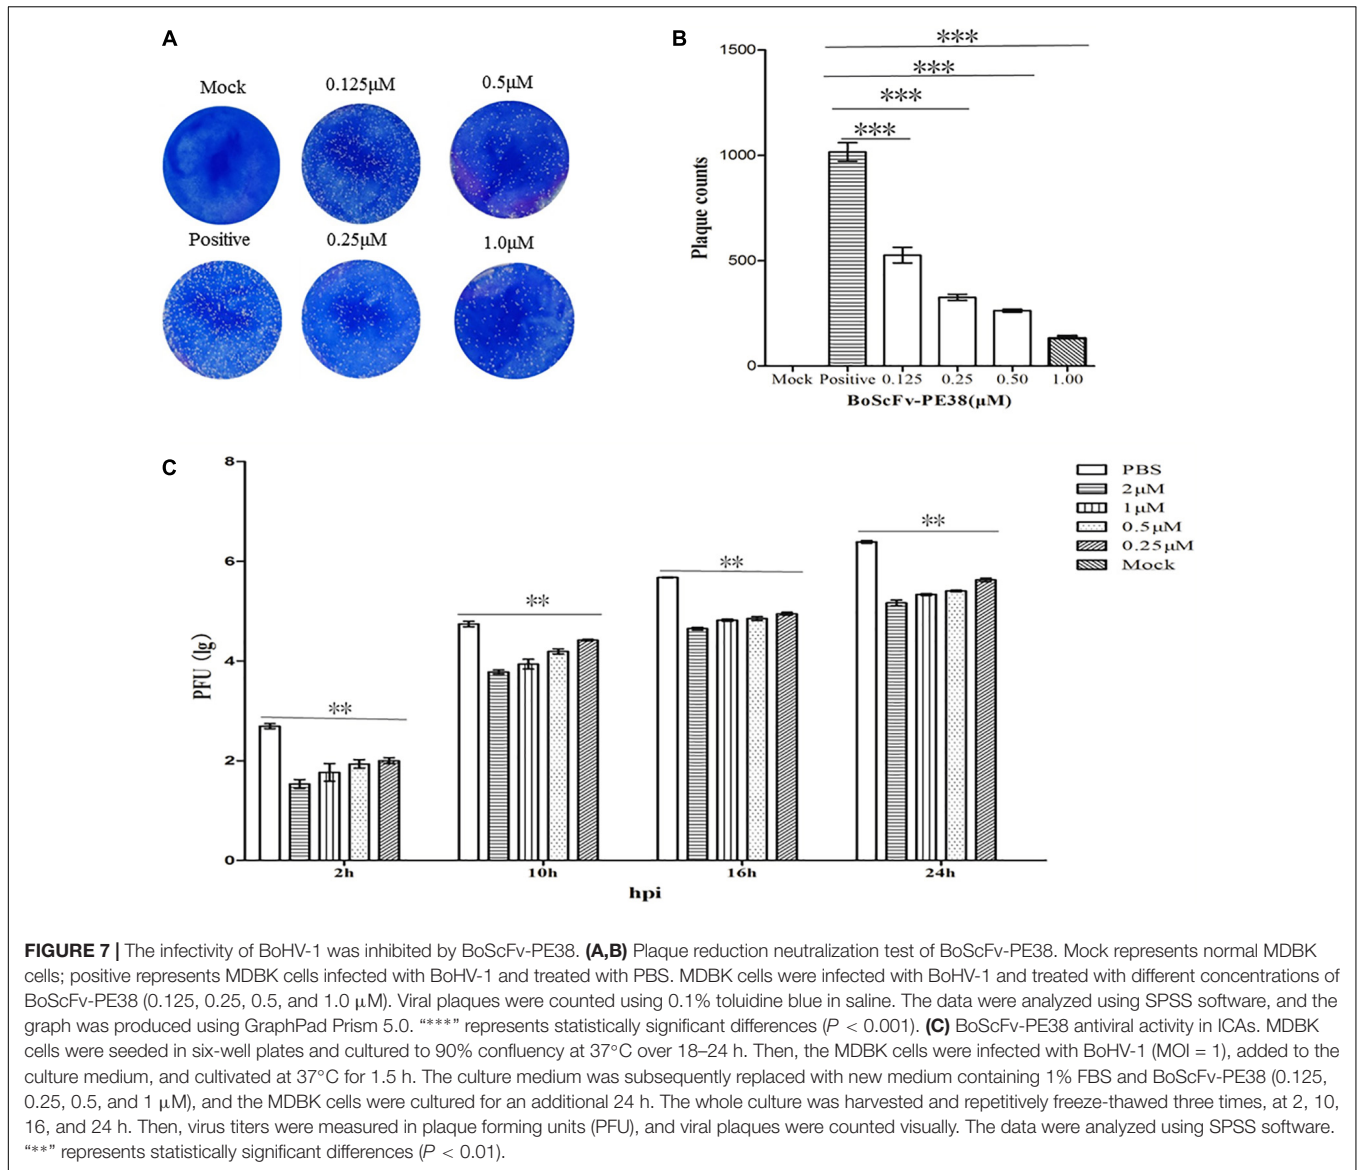 A
Mock 0.125μM 0.5μM
Positive 0.25μM 1.0μM
B
***
***
***
***
1500
1000
500
0
Plaque counts
Mock Positive 0.125 0.25 0.50 1.00
BoScFv-PE38(μM)
C
8
6
4
2
0
PFU (lg)
**
**
**
**
2h 10h 16h 24h
hpi
PBS
2μM
1μM
0.5μM
0.25μM
Mock
FIGURE 7 | The infectivity of BoHV-1 was inhibited by BoScFv-PE38. (A,B) Plaque reduction neutralization test of BoScFv-PE38. Mock represents normal MDBK
cells; positive represents MDBK cells infected with BoHV-1 and treated with PBS. MDBK cells were infected with BoHV-1 and treated with different concentrations of
BoScFv-PE38 (0.125, 0.25, 0.5, and 1.0 μM). Viral plaques were counted using 0.1% toluidine blue in saline. The data were analyzed using SPSS software, and the
graph was produced using GraphPad Prism 5.0. “***” represents statistically significant differences (P < 0.001). (C) BoScFv-PE38 antiviral activity in ICAs. MDBK
cells were seeded in six-well plates and cultured to 90% confluency at 37°C over 18–24 h. Then, the MDBK cells were infected with BoHV-1 (MOI = 1), added to the
culture medium, and cultivated at 37°C for 1.5 h. The culture medium was subsequently replaced with new medium containing 1% FBS and BoScFv-PE38 (0.125,
0.25, 0.5, and 1 μM), and the MDBK cells were cultured for an additional 24 h. The whole culture was harvested and repetitively freeze-thawed three times, at 2, 10,
16, and 24 h. Then, virus titers were measured in plaque forming units (PFU), and viral plaques were counted visually. The data were analyzed using SPSS software.
“**” represents statistically significant differences (P < 0.01).